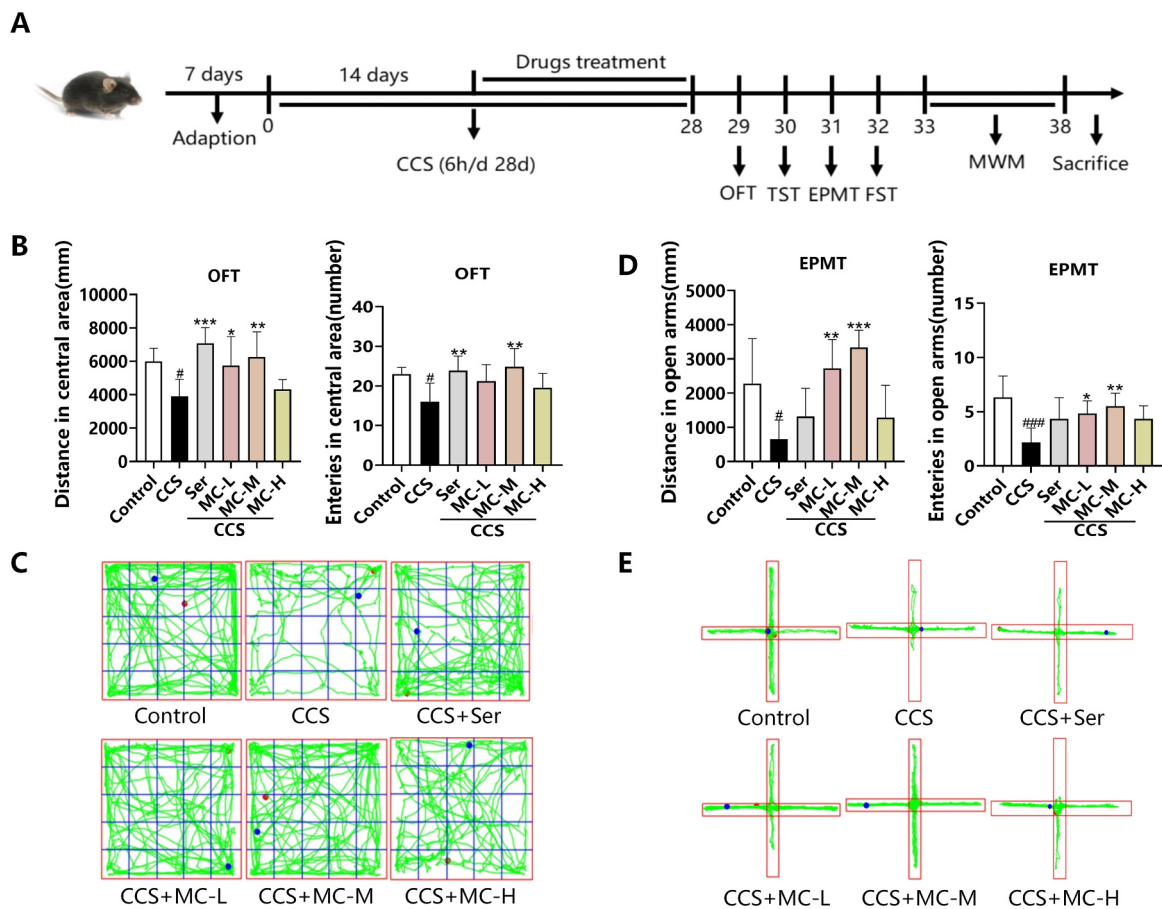 A
7 days
14 days
Drugs treatment
Adaption
0
28
29
30
31
32
33
38
CCS (6h/d 28d)
OFT
TST
EPMT
FST
MWM
Sacrifice
B
OFT
Distance in central area(mm)
10000
8000
6000
4000
2000
0
#
***
*
**
Control
CCS
Ser
MC-L
MC-M
MC-H
CCS
OFT
Enteries in central area(number)
40
30
20
10
0
#
**
**
Control
CCS
Ser
MC-L
MC-M
MC-H
CCS
D
EPMT
Distance in open arms(mm)
5000
4000
3000
2000
1000
0
#
**
***
Control
CCS
Ser
MC-L
MC-M
MC-H
CCS
EPMT
Enteries in open arms(number)
15
10
5
0
###
*
**
Control
CCS
Ser
MC-L
MC-M
MC-H
CCS
C
Control
CCS
CCS+Ser
CCS+MC-L
CCS+MC-M
CCS+MC-H
E
Control
CCS
CCS+Ser
CCS+MC-L
CCS+MC-M
CCS+MC-H